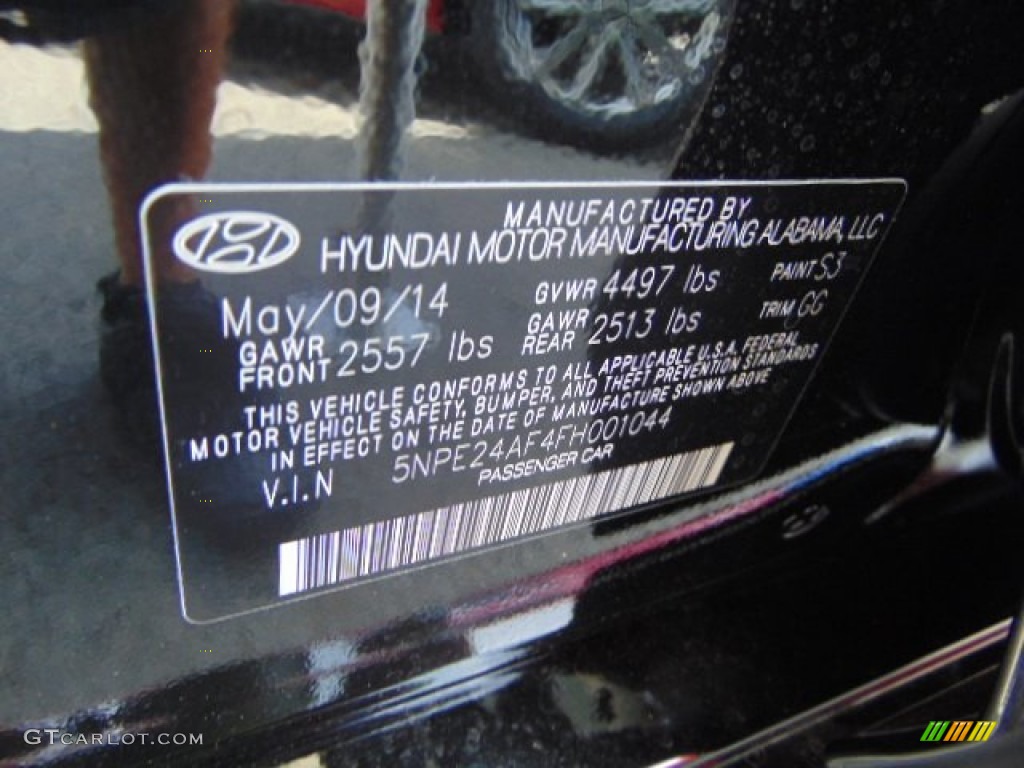 MANUFACTURED BY
HYUNDAI MOTOR MANUFACTURING ALABAMA, LLC
May/09/14 GVWR 4497 lbs PAINT S3
GAWR FRONT 2557 lbs GAWR REAR 2513 lbs TRIM GG
THIS VEHICLE CONFORMS TO ALL APPLICABLE U.S.A. FEDERAL
MOTOR VEHICLE SAFETY, BUMPER, AND THEFT PREVENTION STANDARDS
IN EFFECT ON THE DATE OF MANUFACTURE SHOWN ABOVE
V.I.N 5NPE24AF4FH001044
PASSENGER CAR
GTCARLOT.COM